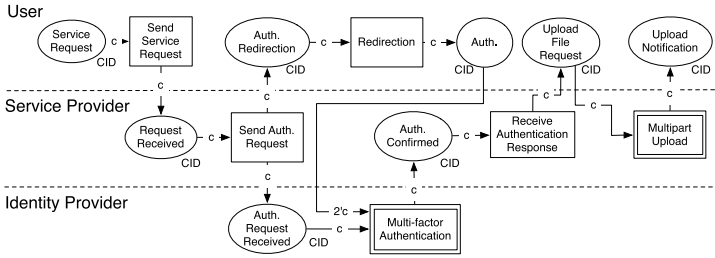 User
Service
Request
CID
c
Send
Service
Request
c
Auth.
Redirection
CID
c
Redirection
c
Auth.
CID
Upload
File
Request
CID
Upload
Notification
CID
Service Provider
Request
Received
CID
c
Send Auth.
Request
c
c
Auth.
Confirmed
CID
c
Receive
Authentication
Response
c
c
Multipart
Upload
c
Identity Provider
Auth.
Request
Received
CID
c
2'c
Multi-factor
Authentication
c